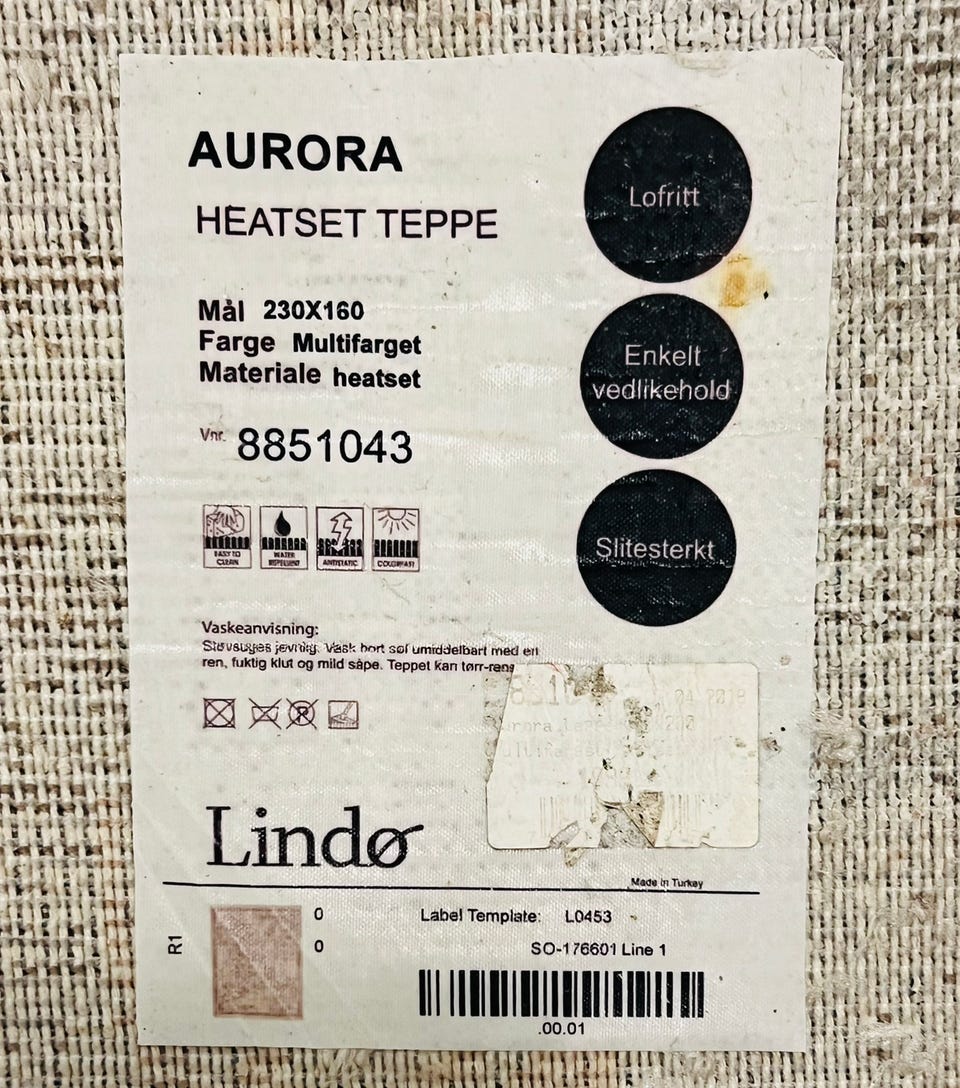 AURORA
HEATSET TEPPE
Lofritt
Enkelt
vedlikehold
Slitesterkt
Mål 230X160
Farge Multifarget
Materiale heatset
Vnr. 8851043
EASY TO
CLEAN
WATER
REPELLENT
ANTISTATIC
COLORFAST
Vaskeanvisning:
Støvsuges jevnlig. Vask bort søl umiddelbart med en
ren, fuktig klut og mild såpe. Teppet kan tørr-rens
04 2018
Lindø
Made in Turkey
R1
0
0
Label Template: L0453
SO-176601 Line 1
.00.01